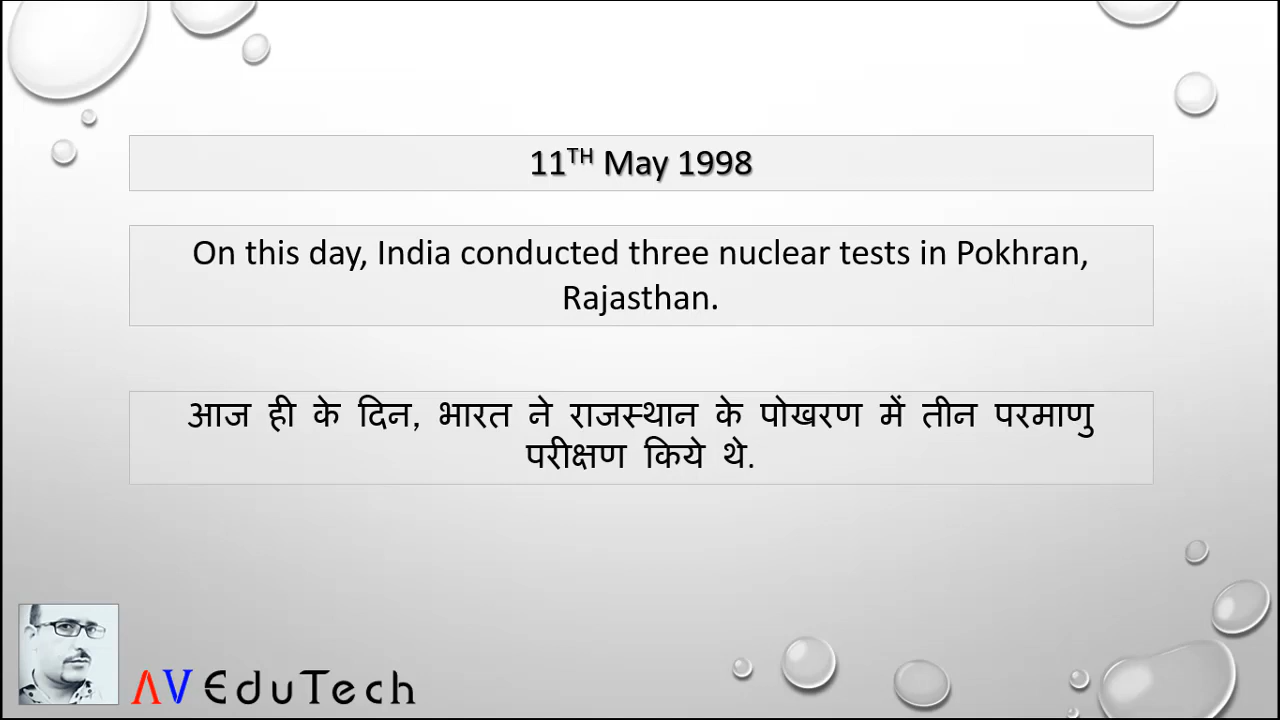 11TH May 1998
On this day, India conducted three nuclear tests in Pokhran,
Rajasthan.
आज ही के दिन, भारत ने राजस्थान के पोखरण में तीन परमाणु
परीक्षण किये थे.
AV EduTech